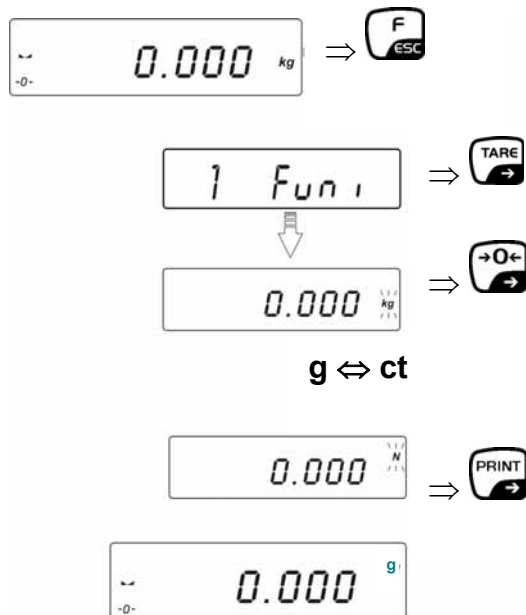 0.000 kg
-0-
⇒ F
ESC
1 Funi
⇒ TARE
→
0.000 kg
⇒ →0←
→
g ⇔ ct
0.000 N
⇒ PRINT
→
0.000 g
-0-